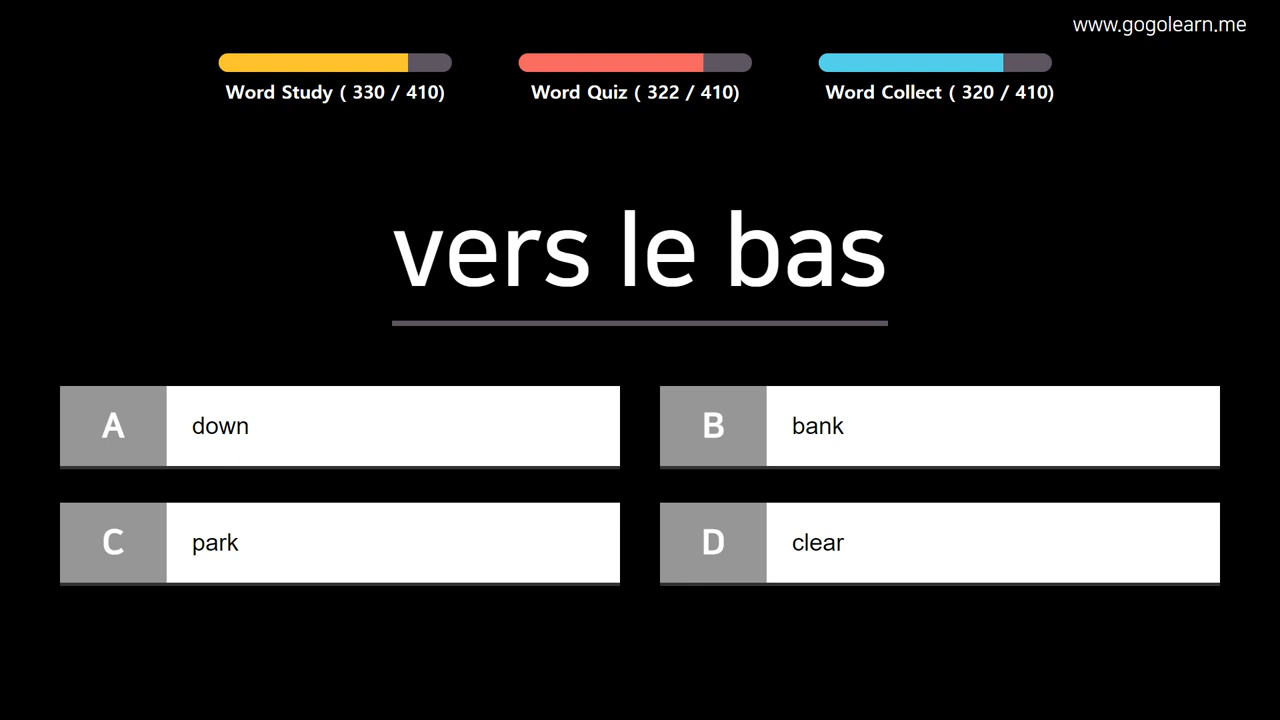 www.gogolearn.me
Word Study ( 330 / 410)
Word Quiz ( 322 / 410)
Word Collect ( 320 / 410)
vers le bas
A down
B bank
C park
D clear